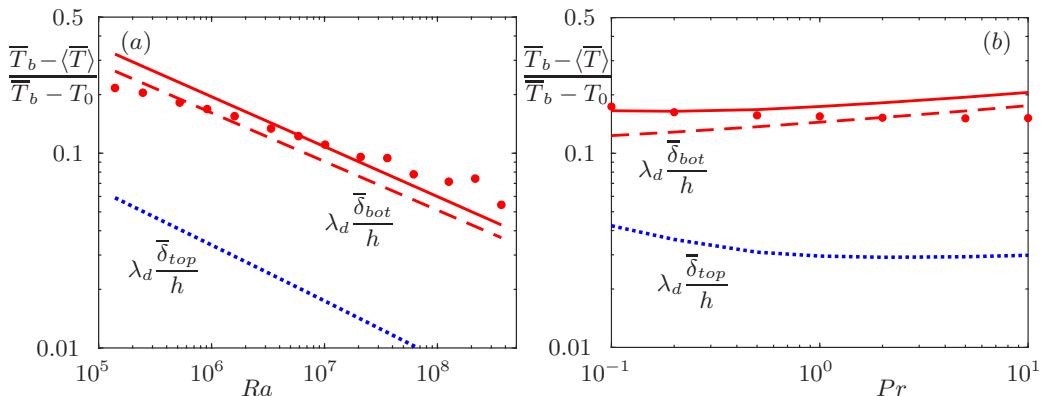 0.5
(a)
T̅_b − ⟨T̅⟩
T̿_b − T_0
0.1
λ_d δ̅_bot
h
λ_d δ̅_top
h
0.01
10^5
10^6
10^7
10^8
Ra
0.5
(b)
T̅_b − ⟨T̅⟩
T̿_b − T_0
0.1
λ_d δ̅_bot
h
λ_d δ̅_top
h
0.01
10^−1
10^0
10^1
Pr